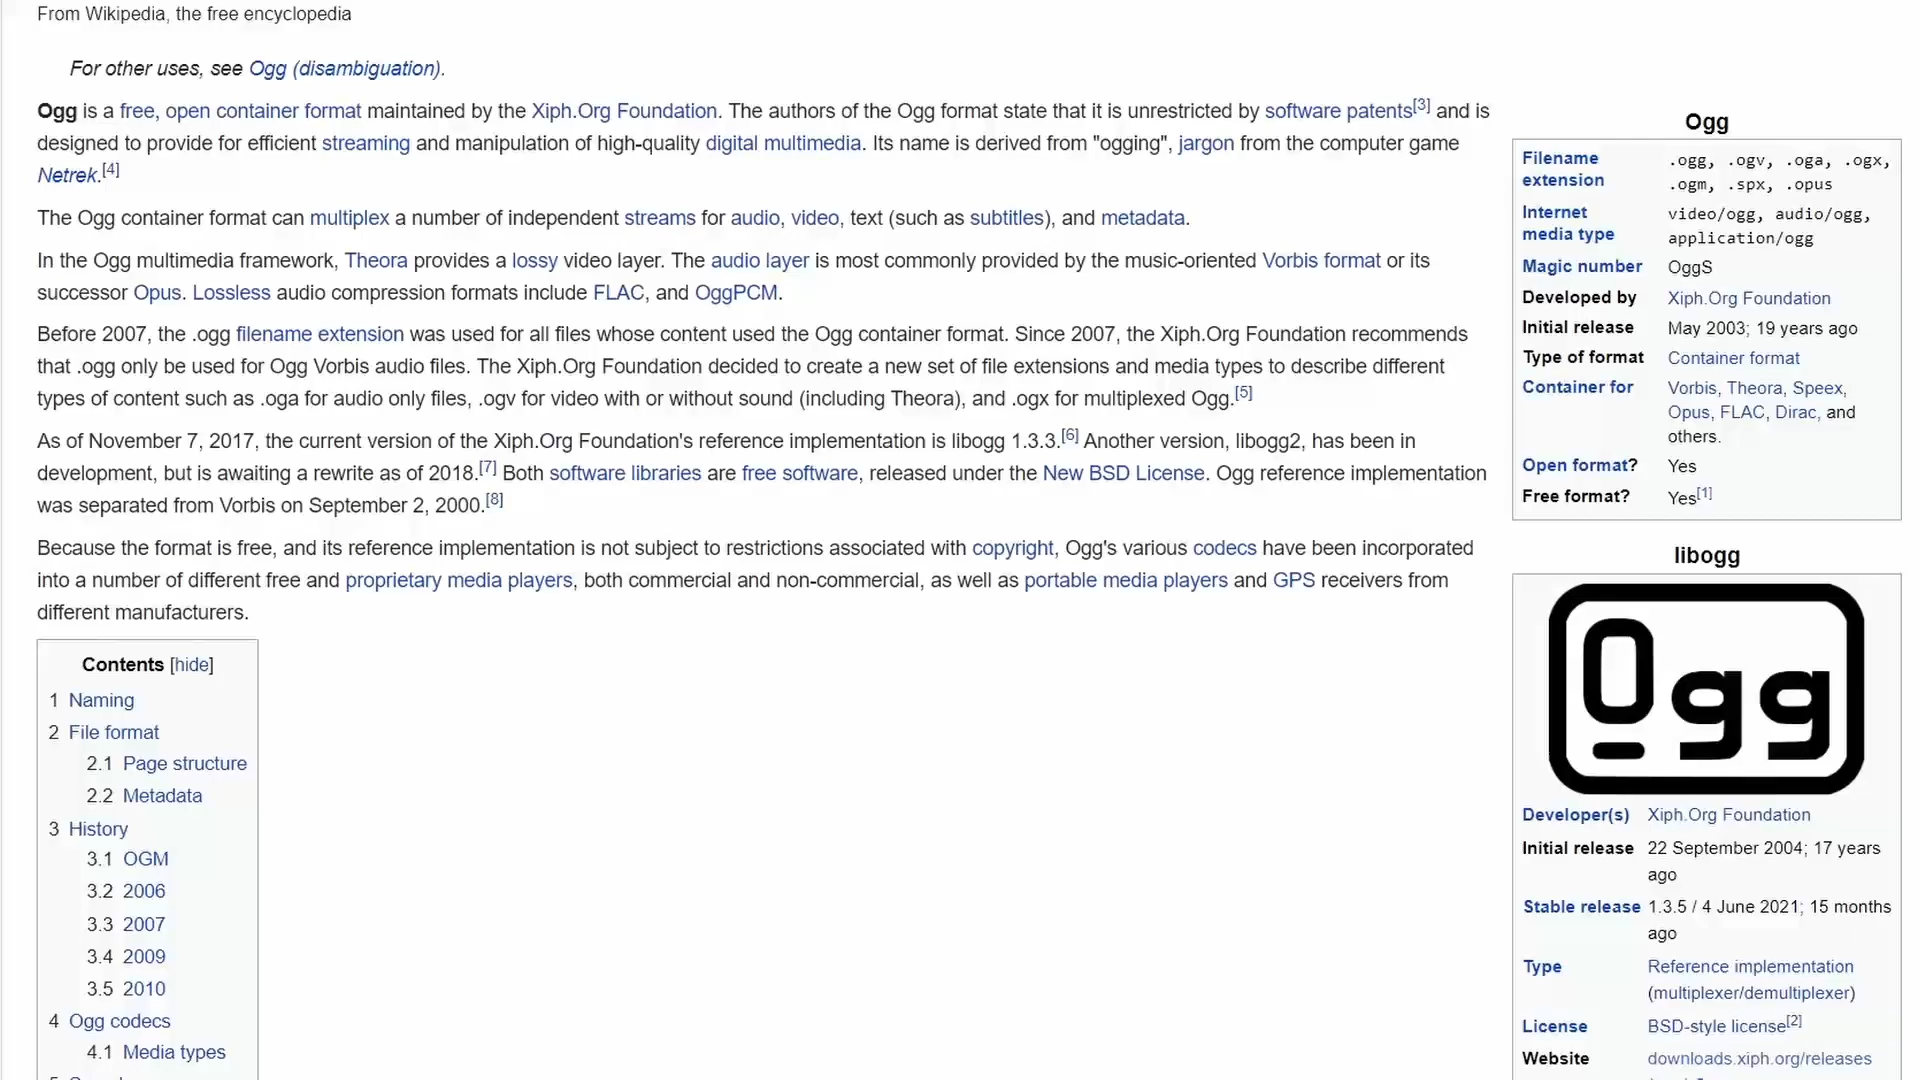 From Wikipedia, the free encyclopedia
For other uses, see Ogg (disambiguation).
Ogg is a free, open container format maintained by the Xiph.Org Foundation. The authors of the Ogg format state that it is unrestricted by software patents[3] and is
designed to provide for efficient streaming and manipulation of high-quality digital multimedia. Its name is derived from "ogging", jargon from the computer game
Netrek.[4]
The Ogg container format can multiplex a number of independent streams for audio, video, text (such as subtitles), and metadata.
In the Ogg multimedia framework, Theora provides a lossy video layer. The audio layer is most commonly provided by the music-oriented Vorbis format or its
successor Opus. Lossless audio compression formats include FLAC, and OggPCM.
Before 2007, the .ogg filename extension was used for all files whose content used the Ogg container format. Since 2007, the Xiph.Org Foundation recommends
that .ogg only be used for Ogg Vorbis audio files. The Xiph.Org Foundation decided to create a new set of file extensions and media types to describe different
types of content such as .oga for audio only files, .ogv for video with or without sound (including Theora), and .ogx for multiplexed Ogg.[5]
As of November 7, 2017, the current version of the Xiph.Org Foundation's reference implementation is libogg 1.3.3.[6] Another version, libogg2, has been in
development, but is awaiting a rewrite as of 2018.[7] Both software libraries are free software, released under the New BSD License. Ogg reference implementation
was separated from Vorbis on September 2, 2000.[8]
Because the format is free, and its reference implementation is not subject to restrictions associated with copyright, Ogg's various codecs have been incorporated
into a number of different free and proprietary media players, both commercial and non-commercial, as well as portable media players and GPS receivers from
different manufacturers.
Contents [hide]
1 Naming
2 File format
2.1 Page structure
2.2 Metadata
3 History
3.1 OGM
3.2 2006
3.3 2007
3.4 2009
3.5 2010
4 Ogg codecs
4.1 Media types
Ogg
Filename extension .ogg, .ogv, .oga, .ogx,
.ogm, .spx, .opus
Internet media type video/ogg, audio/ogg,
application/ogg
Magic number OggS
Developed by Xiph.Org Foundation
Initial release May 2003; 19 years ago
Type of format Container format
Container for Vorbis, Theora, Speex,
Opus, FLAC, Dirac, and
others.
Open format? Yes
Free format? Yes[1]
libogg
Ogg
Developer(s) Xiph.Org Foundation
Initial release 22 September 2004; 17 years
ago
Stable release 1.3.5 / 4 June 2021; 15 months
ago
Type Reference implementation
(multiplexer/demultiplexer)
License BSD-style license[2]
Website downloads.xiph.org/releases